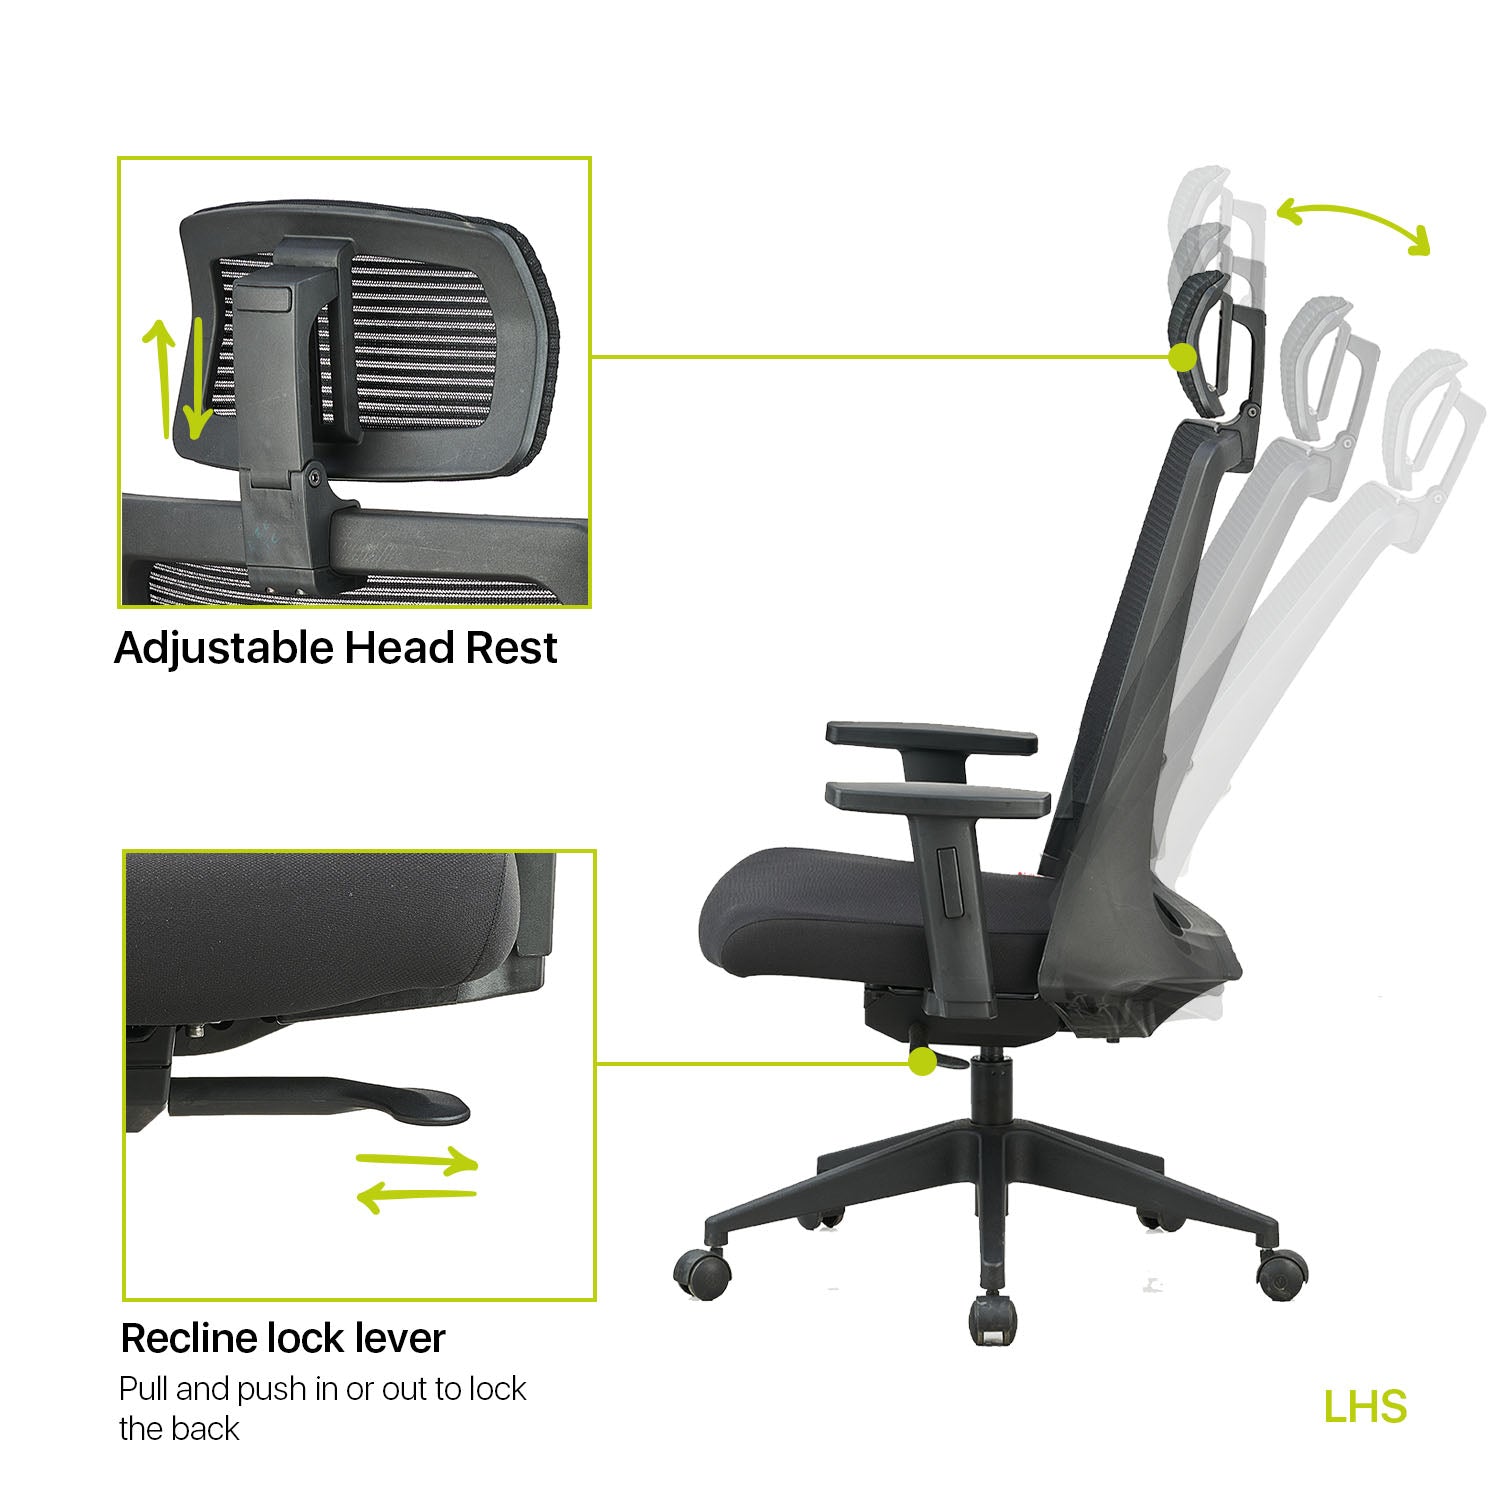 Adjustable Head Rest
Recline lock lever
Pull and push in or out to lock
the back
LHS